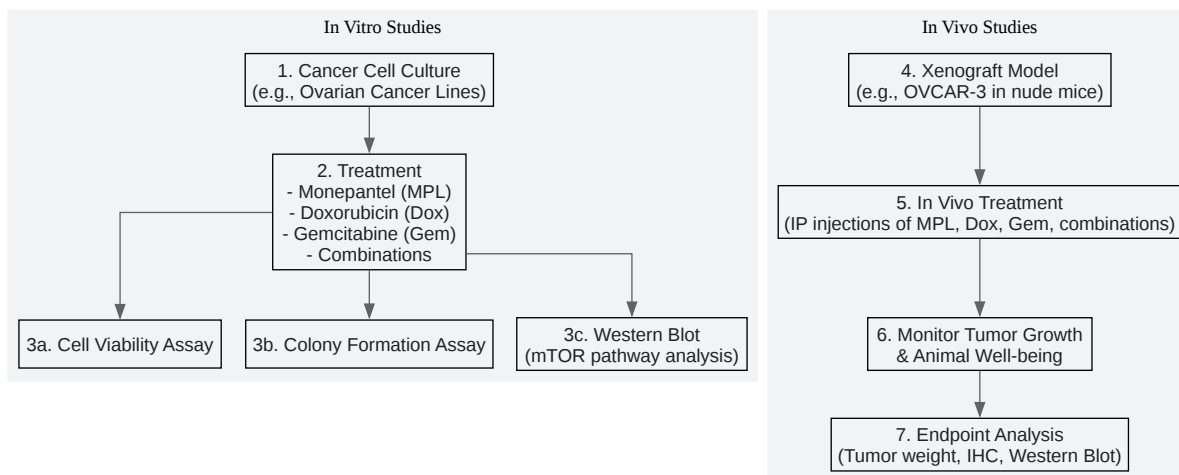 In Vitro Studies
1. Cancer Cell Culture
(e.g., Ovarian Cancer Lines)
2. Treatment
- Monepantel (MPL)
- Doxorubicin (Dox)
- Gemcitabine (Gem)
- Combinations
3a. Cell Viability Assay
3b. Colony Formation Assay
3c. Western Blot
(mTOR pathway analysis)
In Vivo Studies
4. Xenograft Model
(e.g., OVCAR-3 in nude mice)
5. In Vivo Treatment
(IP injections of MPL, Dox, Gem, combinations)
6. Monitor Tumor Growth
& Animal Well-being
7. Endpoint Analysis
(Tumor weight, IHC, Western Blot)